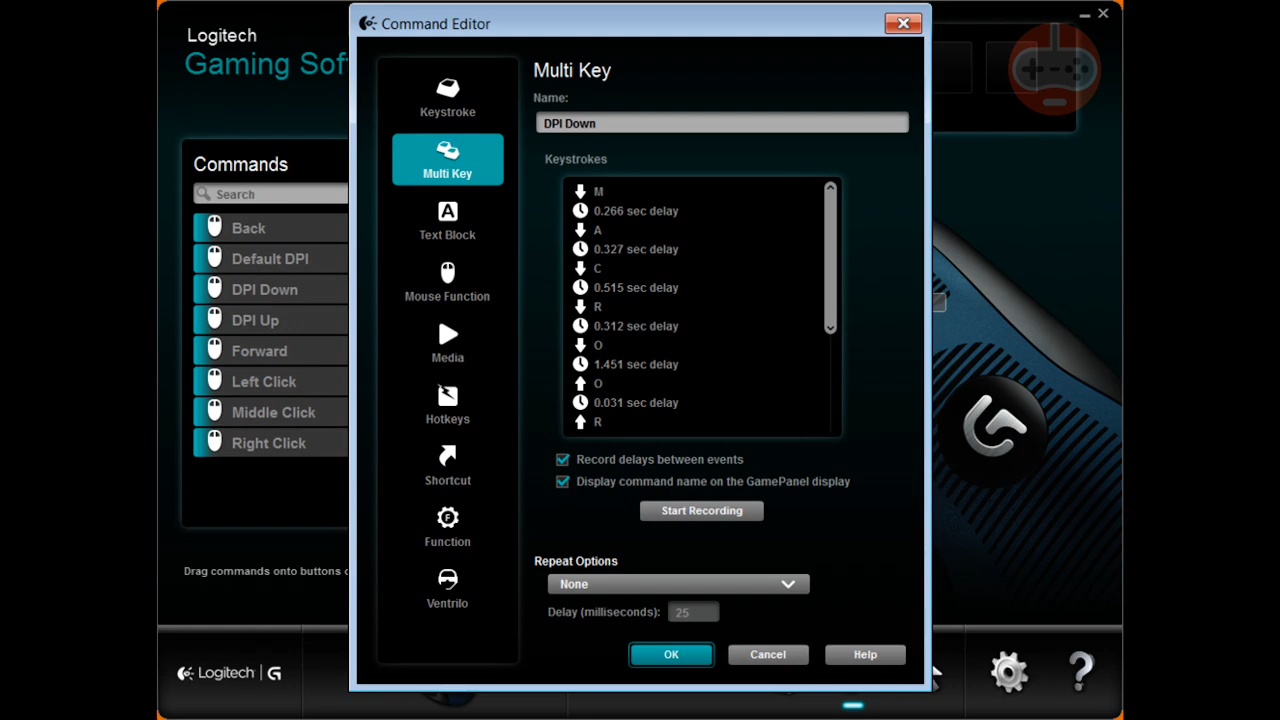 Logitech
Gaming Sof
Commands
Search
Back
Default DPI
DPI Down
DPI Up
Forward
Left Click
Middle Click
Right Click
Drag commands onto buttons o
Logitech | G
Command Editor
Keystroke
Multi Key
A
Text Block
Mouse Function
Media
Hotkeys
Shortcut
F
Function
Ventrilo
Multi Key
Name:
DPI Down
Keystrokes
M
0.266 sec delay
A
0.327 sec delay
C
0.515 sec delay
R
0.312 sec delay
O
1.451 sec delay
O
0.031 sec delay
R
Record delays between events
Display command name on the GamePanel display
Start Recording
Repeat Options
None
Delay (milliseconds): 25
OK
Cancel
Help
?